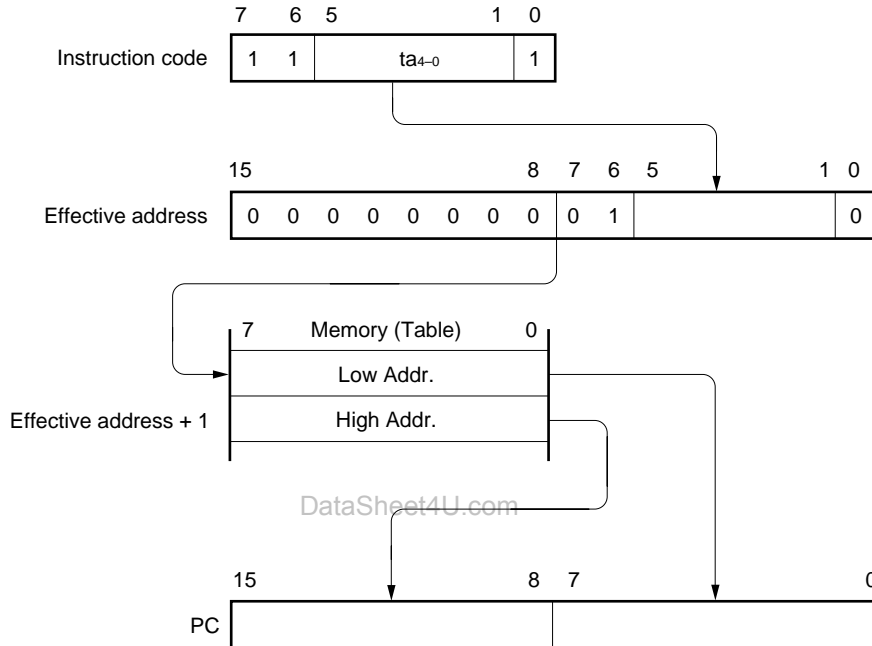 7 6 5 1 0
Instruction code 1 1 ta4–0 1
15 8 7 6 5 1 0
Effective address 0 0 0 0 0 0 0 0 0 1 0
7 Memory (Table) 0
Low Addr.
Effective address + 1 High Addr.
DataSheet4U.com
15 8 7 0
PC